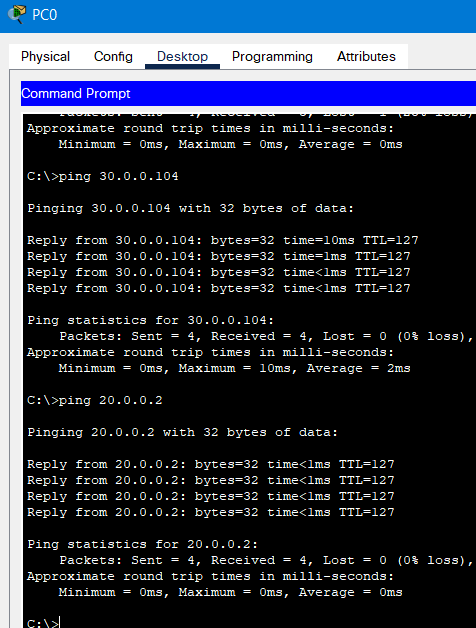 PC0
Physical Config Desktop Programming Attributes
Command Prompt
Packets: Sent = 4, Received = 3, Lost = 1 (25% loss),
Approximate round trip times in milli-seconds:
Minimum = 0ms, Maximum = 0ms, Average = 0ms
C:\>ping 30.0.0.104
Pinging 30.0.0.104 with 32 bytes of data:
Reply from 30.0.0.104: bytes=32 time=10ms TTL=127
Reply from 30.0.0.104: bytes=32 time=1ms TTL=127
Reply from 30.0.0.104: bytes=32 time<1ms TTL=127
Reply from 30.0.0.104: bytes=32 time<1ms TTL=127
Ping statistics for 30.0.0.104:
Packets: Sent = 4, Received = 4, Lost = 0 (0% loss),
Approximate round trip times in milli-seconds:
Minimum = 0ms, Maximum = 10ms, Average = 2ms
C:\>ping 20.0.0.2
Pinging 20.0.0.2 with 32 bytes of data:
Reply from 20.0.0.2: bytes=32 time<1ms TTL=127
Reply from 20.0.0.2: bytes=32 time<1ms TTL=127
Reply from 20.0.0.2: bytes=32 time<1ms TTL=127
Reply from 20.0.0.2: bytes=32 time<1ms TTL=127
Ping statistics for 20.0.0.2:
Packets: Sent = 4, Received = 4, Lost = 0 (0% loss),
Approximate round trip times in milli-seconds:
Minimum = 0ms, Maximum = 0ms, Average = 0ms
C:\>